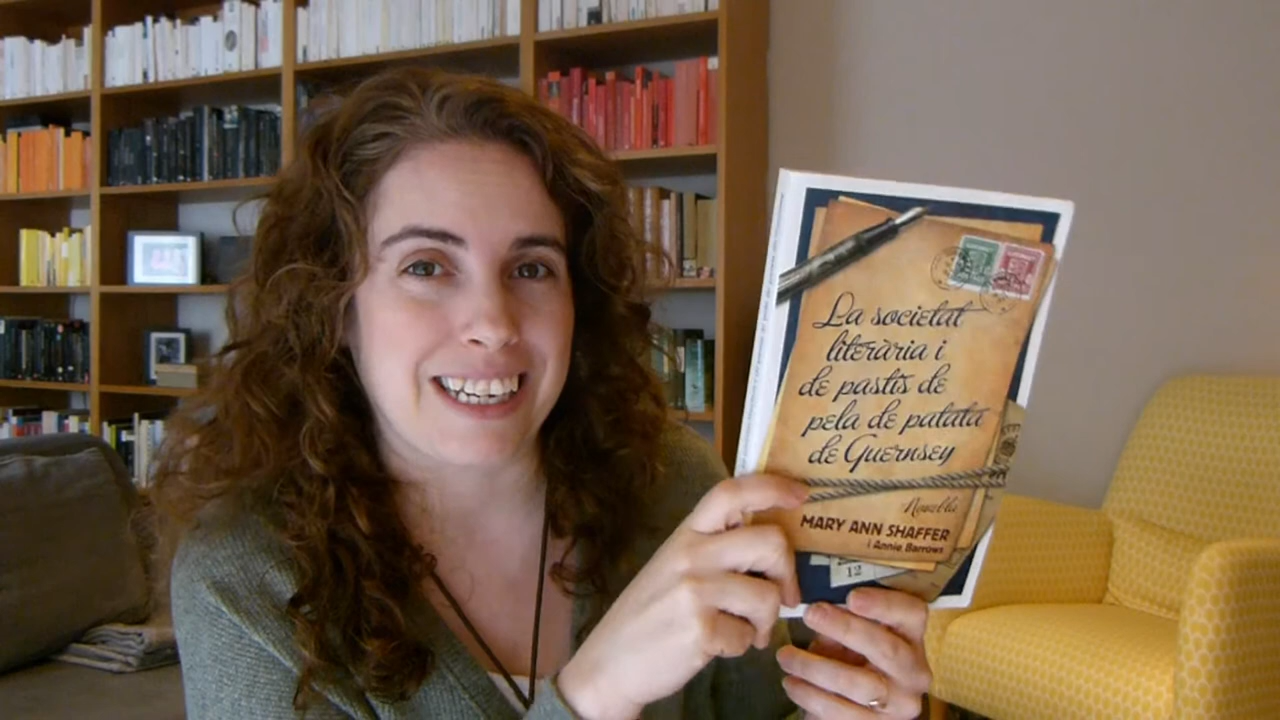 La societat
literària i
de pastís de
pela de patata
de Guernsey
Novel·la
MARY ANN SHAFFER
i Annie Barrows
12